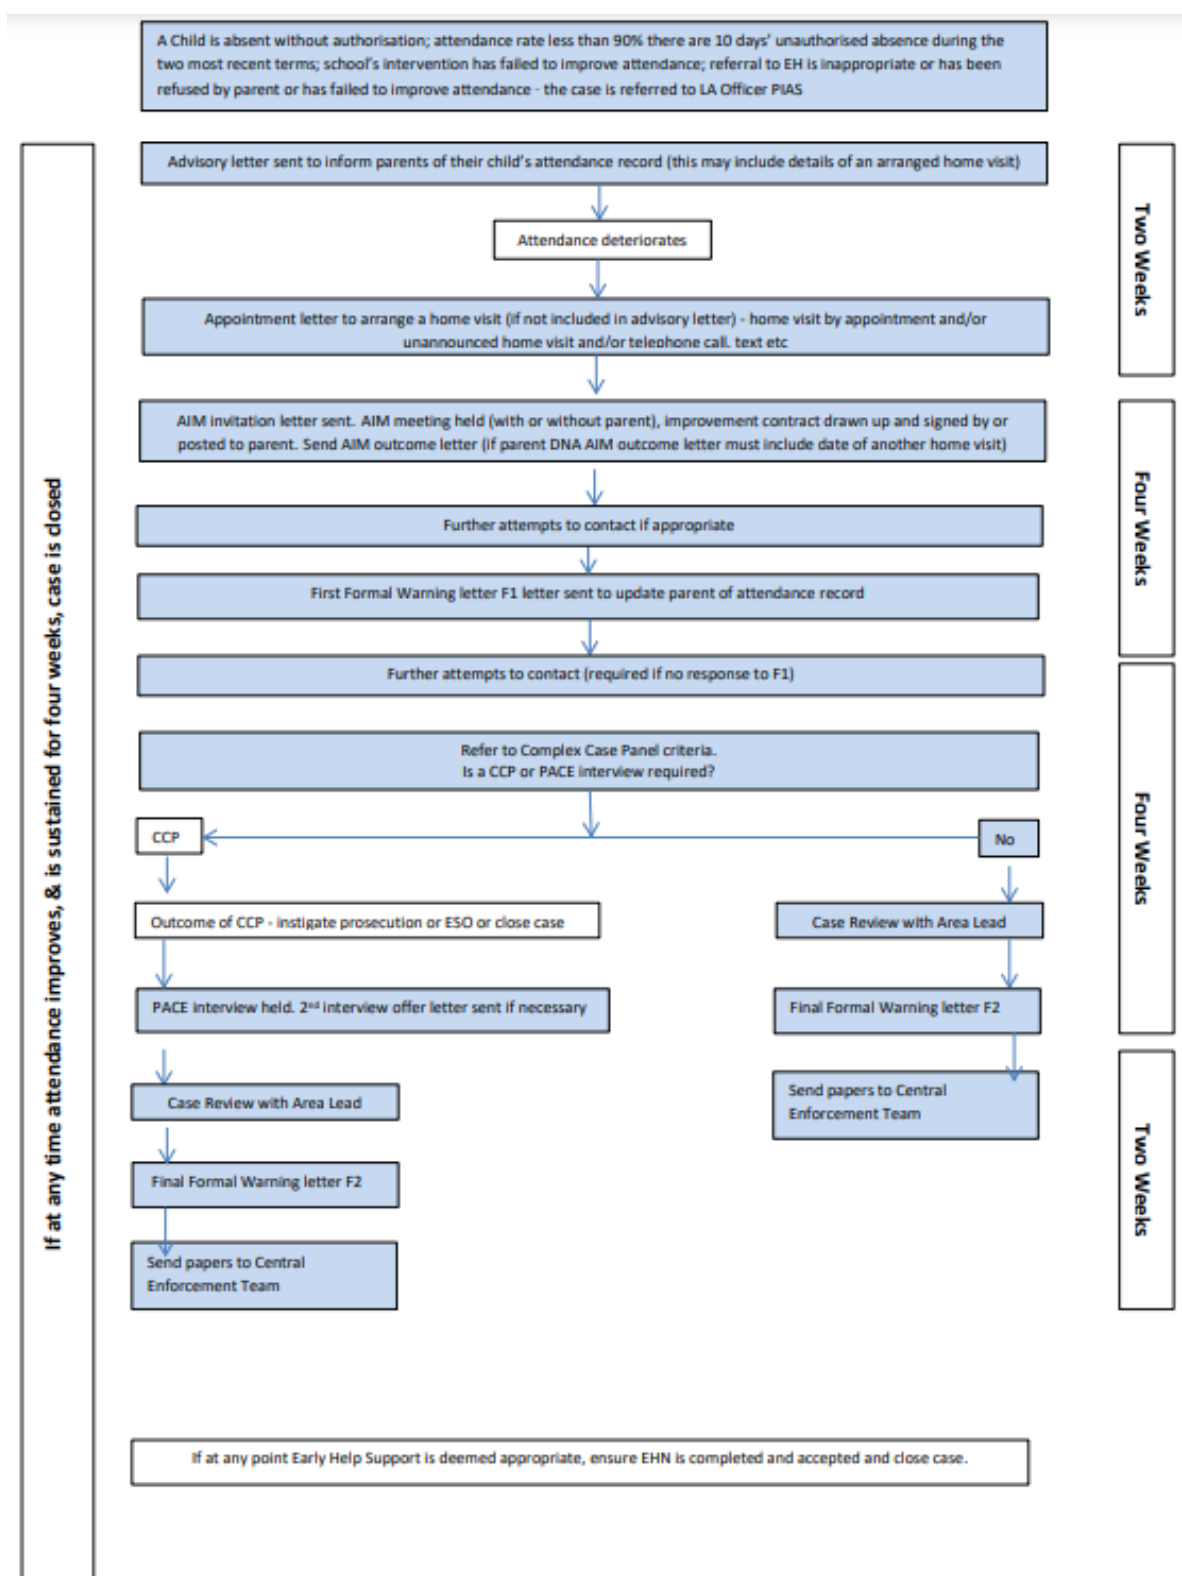 A Child is absent without authorisation; attendance rate less than 90% there are 10 days' unauthorised absence during the
two most recent terms; school's intervention has failed to improve attendance; referral to EH is inappropriate or has been
refused by parent or has failed to improve attendance - the case is referred to LA Officer PIAS
If at any time attendance improves, & is sustained for four weeks, case is closed
Advisory letter sent to inform parents of their child's attendance record (this may include details of an arranged home visit)
Two Weeks
Attendance deteriorates
Appointment letter to arrange a home visit (if not included in advisory letter) - home visit by appointment and/or
unannounced home visit and/or telephone call, text etc
AIM invitation letter sent. AIM meeting held (with or without parent), improvement contract drawn up and signed by or
posted to parent. Send AIM outcome letter (if parent DNA AIM outcome letter must include date of another home visit)
Four Weeks
Further attempts to contact if appropriate
First Formal Warning letter F1 letter sent to update parent of attendance record
Further attempts to contact (required if no response to F1)
Four Weeks
Refer to Complex Case Panel criteria.
Is a CCP or PACE interview required?
CCP
No
Outcome of CCP - instigate prosecution or ESO or close case
Case Review with Area Lead
PACE interview held. 2nd interview offer letter sent if necessary
Final Formal Warning letter F2
Two Weeks
Case Review with Area Lead
Send papers to Central
Enforcement Team
Final Formal Warning letter F2
Send papers to Central
Enforcement Team
If at any point Early Help Support is deemed appropriate, ensure EHN is completed and accepted and close case.